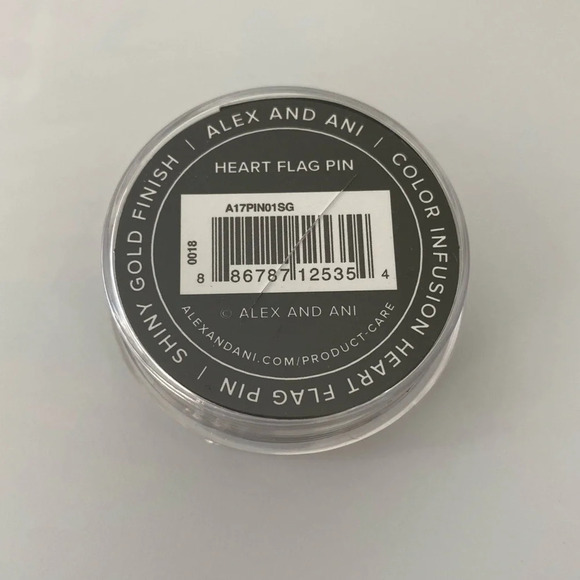 ALEX AND ANI | COLOR INFUSION HEART FLAG PIN | SHINY GOLD FINiSH |
HEART FLAG PIN
A17PIN01SG
0018
8 86787 12535 4
© ALEX AND ANI
ALEXANDANI.COM/PRODUCT-CARE